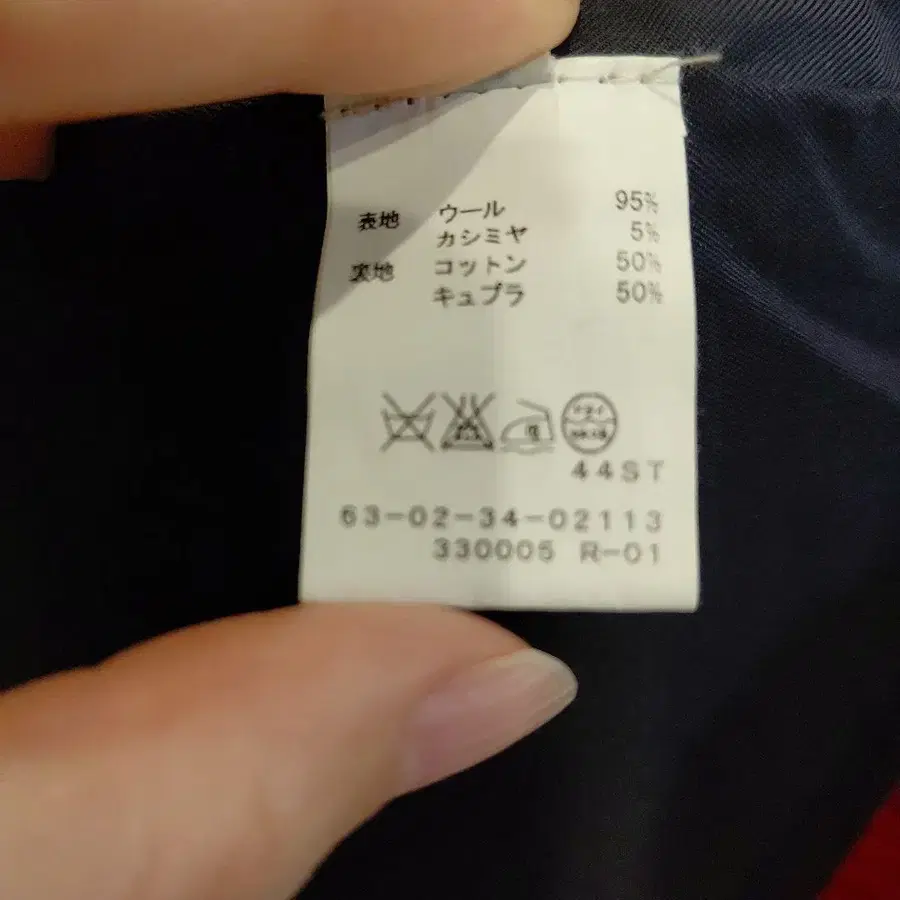 表地 ウール 95%
カシミヤ 5%
裏地 コットン 50%
キュプラ 50%
44ST
63-02-34-02113
330005 R-01